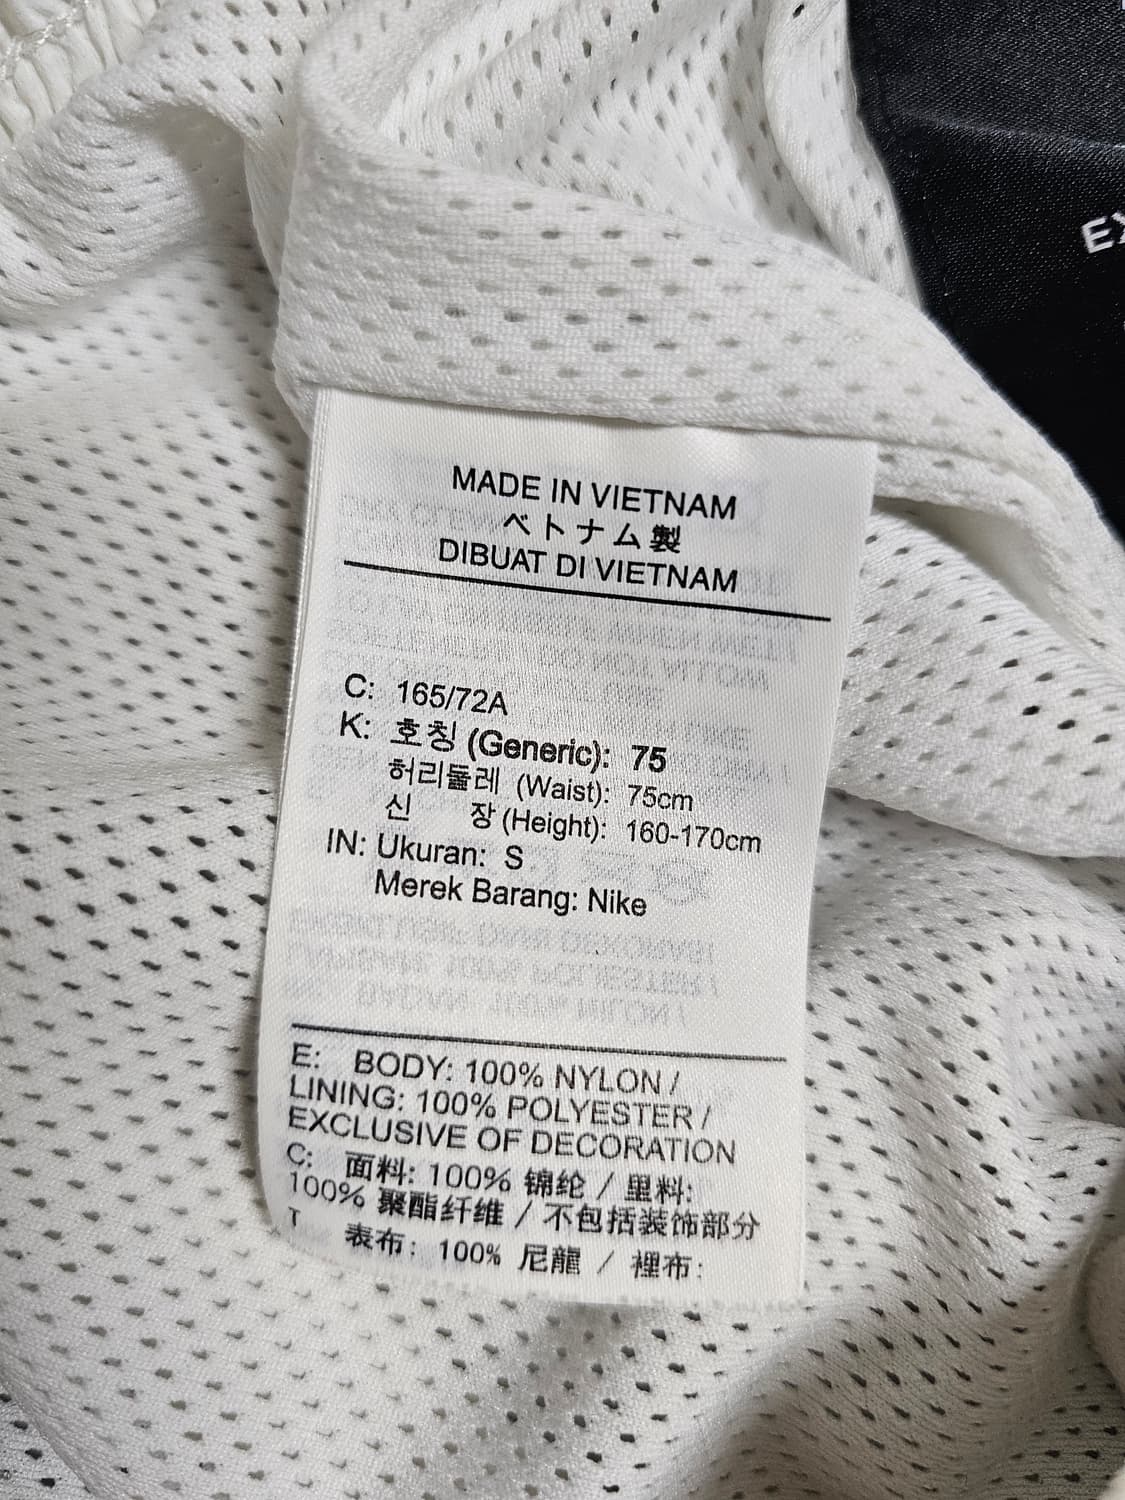 EX
MADE IN VIETNAM
ベトナム製
DIBUAT DI VIETNAM
C: 165/72A
K: 호칭 (Generic): 75
허리둘레 (Waist): 75cm
신 장 (Height): 160-170cm
IN: Ukuran: S
Merek Barang: Nike
E: BODY: 100% NYLON /
LINING: 100% POLYESTER /
EXCLUSIVE OF DECORATION
C: 面料: 100% 锦纶 / 里料:
100% 聚酯纤维 / 不包括装饰部分
T 表布: 100% 尼龍 / 裡布: